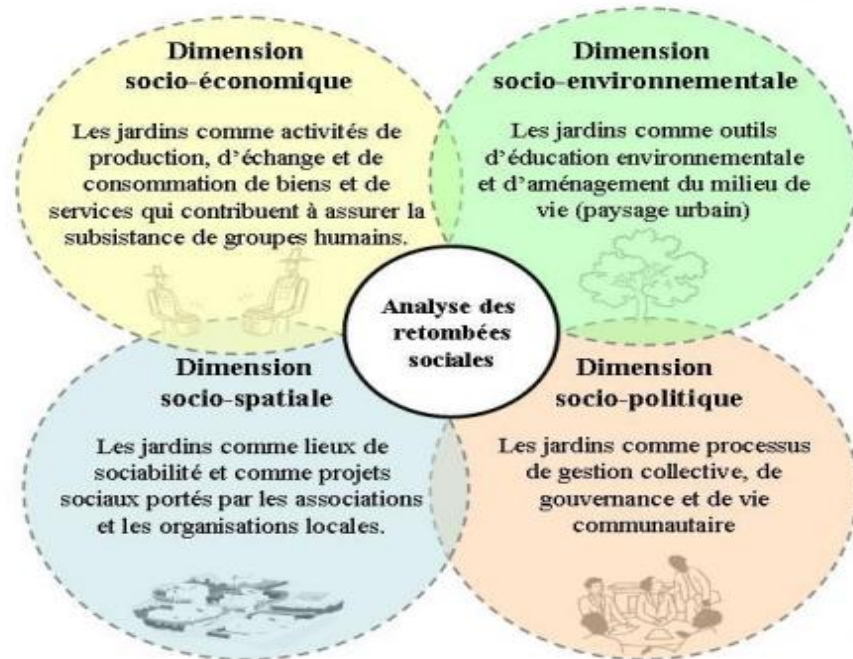 Dimension
socio-économique
Les jardins comme activités de
production, d'échange et de
consommation de biens et de
services qui contribuent à assurer la
subsistance de groupes humains.
Dimension
socio-environnementale
Les jardins comme outils
d'éducation environnementale
et d'aménagement du milieu de
vie (paysage urbain)
Analyse des
retombées
sociales
Dimension
socio-spatiale
Les jardins comme lieux de
sociabilité et comme projets
sociaux portés par les associations
et les organisations locales.
Dimension
socio-politique
Les jardins comme processus
de gestion collective, de
gouvernance et de vie
communautaire